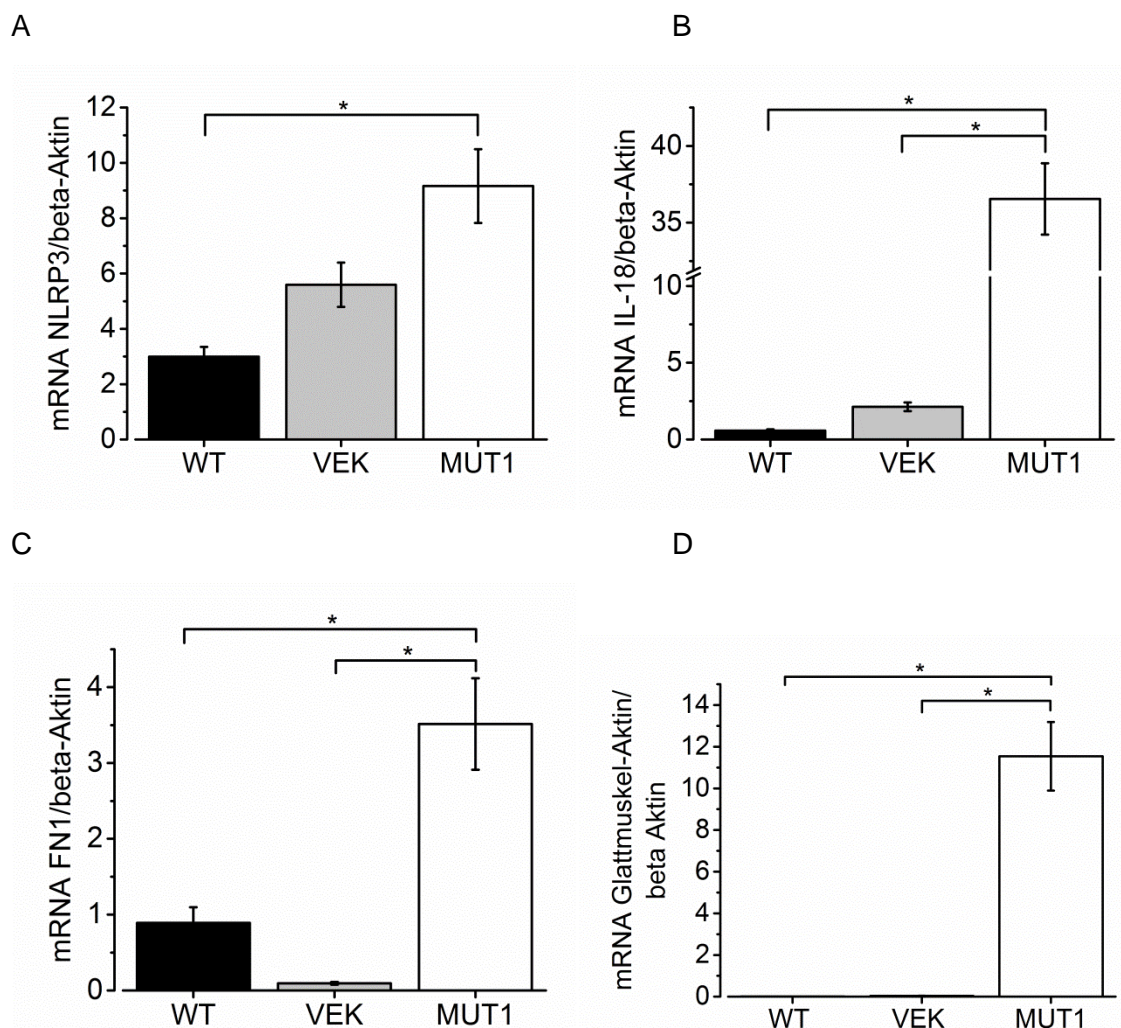 A
mRNA NLRP3/beta-Aktin
12
10
8
6
4
2
0
*
WT VEK MUT1
B
mRNA IL-18/beta-Aktin
40
35
10
5
0
*
*
WT VEK MUT1
C
mRNA FN1/beta-Aktin
4
3
2
1
0
*
*
WT VEK MUT1
D
mRNA Glattmuskel-Aktin/
beta Aktin
14
12
10
8
6
4
2
0
*
*
WT VEK MUT1